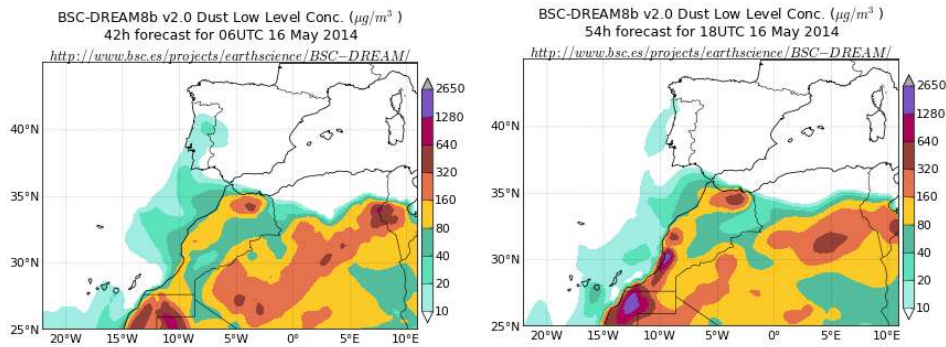 BSC-DREAM8b v2.0 Dust Low Level Conc. (μg/m³ )
42h forecast for 06UTC 16 May 2014
http://www.bsc.es/projects/earthscience/BSC−DREAM/
40°N
35°N
30°N
25°N
20°W
15°W
10°W
5°W
0°E
5°E
10°E
2650
1280
640
320
160
80
40
20
10
BSC-DREAM8b v2.0 Dust Low Level Conc. (μg/m³ )
54h forecast for 18UTC 16 May 2014
http://www.bsc.es/projects/earthscience/BSC−DREAM/
40°N
35°N
30°N
25°N
20°W
15°W
10°W
5°W
0°E
5°E
10°E
2650
1280
640
320
160
80
40
20
10